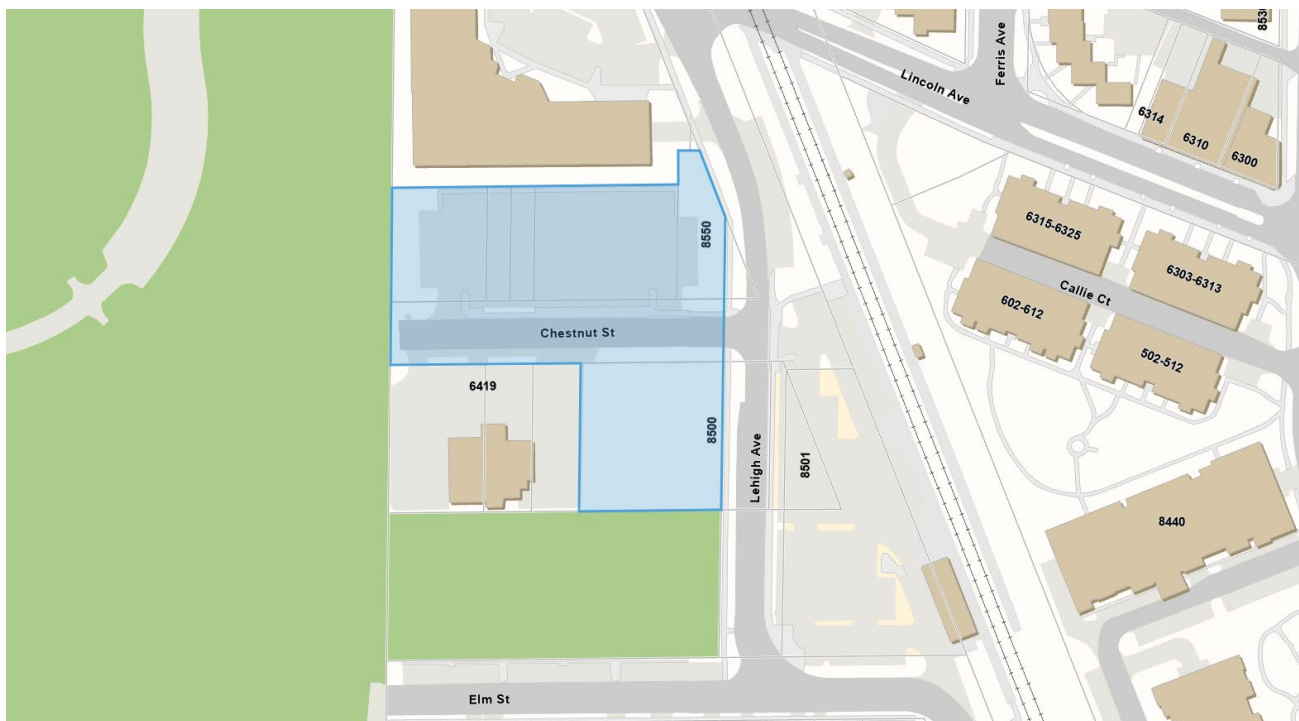 8530
Ferris Ave
Lincoln Ave
6314
6310
6300
6315-6325
8550
6303-6313
Callie Ct
602-612
Chestnut St
502-512
6419
8500
Lehigh Ave
8501
8440
Elm St